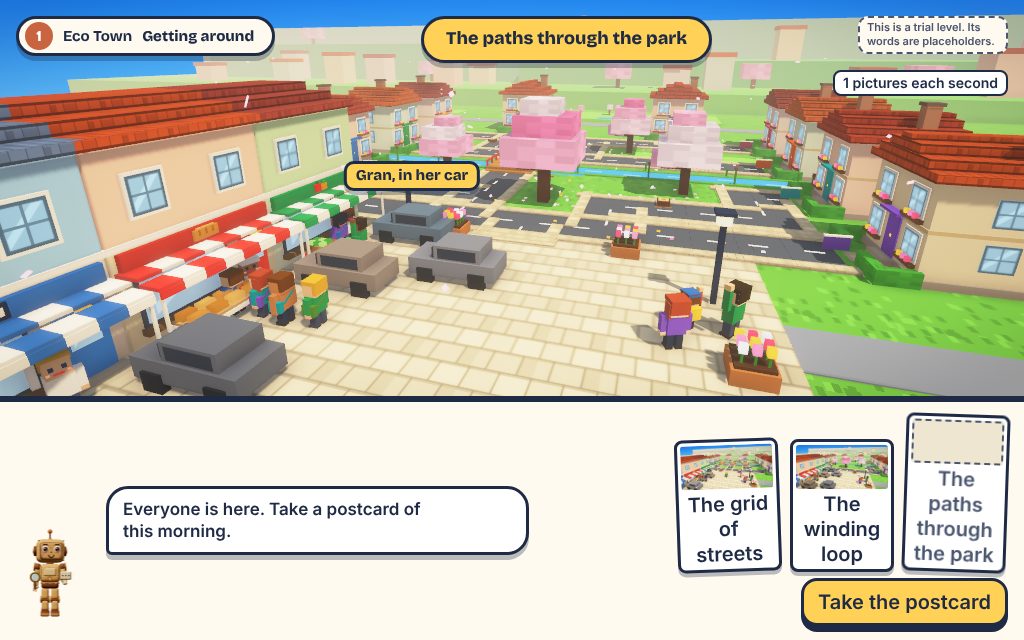 1 Eco Town Getting around
The paths through the park
This is a trial level. Its
words are placeholders.
1 pictures each second
Gran, in her car
Everyone is here. Take a postcard of
this morning.
The grid
of
streets
The
winding
loop
The
paths
through
the park
Take the postcard